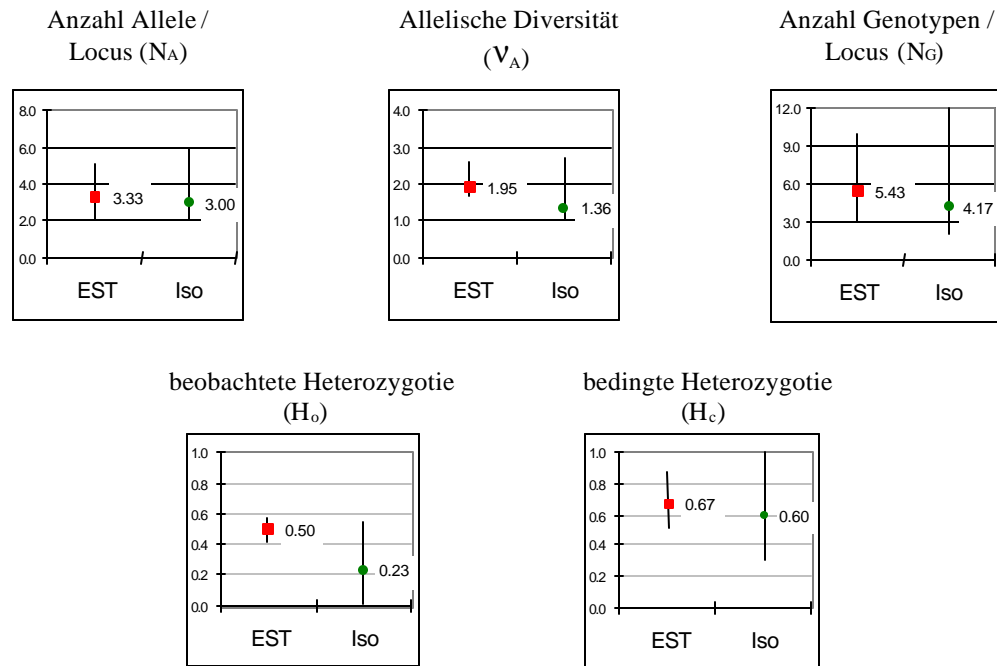 Anzahl Allele /
Locus (NA)
8.0
6.0
4.0
2.0
0.0
3.33
3.00
EST Iso
Allelische Diversität
(νA)
4.0
3.0
2.0
1.0
0.0
1.95
1.36
EST Iso
Anzahl Genotypen /
Locus (NG)
12.0
9.0
6.0
3.0
0.0
5.43
4.17
EST Iso
beobachtete Heterozygotie
(Ho)
1.0
0.8
0.6
0.4
0.2
0.0
0.50
0.23
EST Iso
bedingte Heterozygotie
(Hc)
1.0
0.8
0.6
0.4
0.2
0.0
0.67
0.60
EST Iso